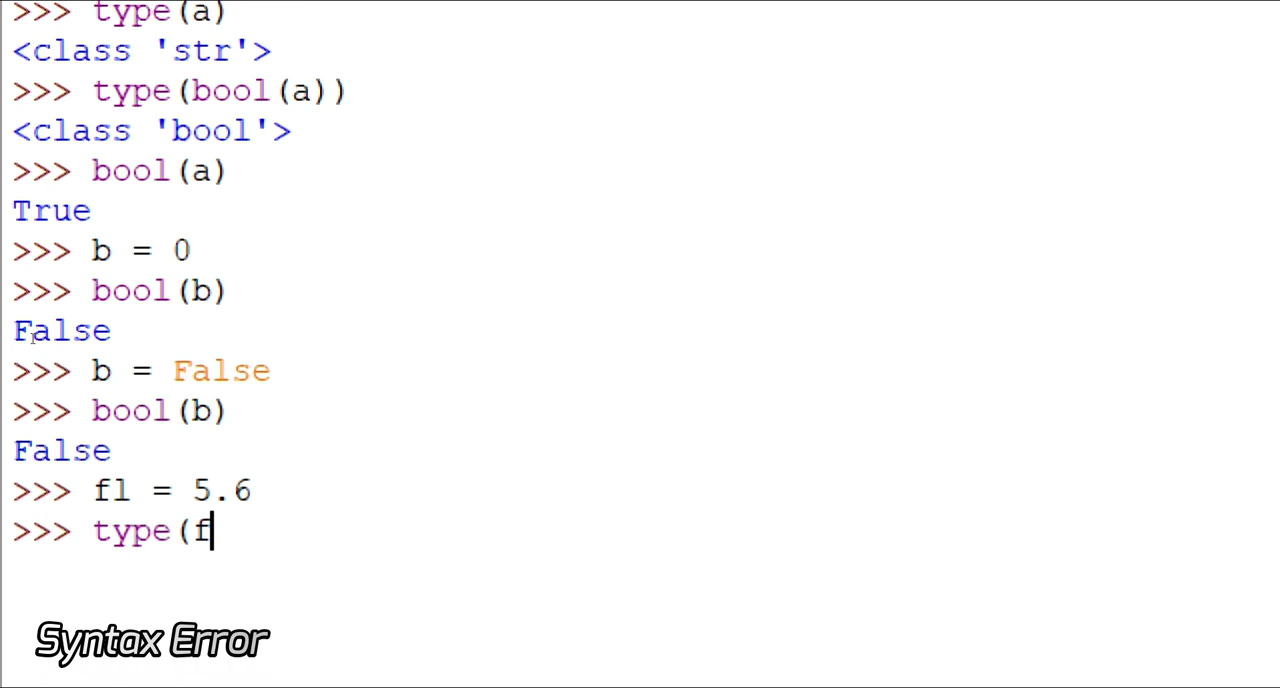 >>> type(a)
<class 'str'>
>>> type(bool(a))
<class 'bool'>
>>> bool(a)
True
>>> b = 0
>>> bool(b)
False
>>> b = False
>>> bool(b)
False
>>> fl = 5.6
>>> type(f
Syntax Error